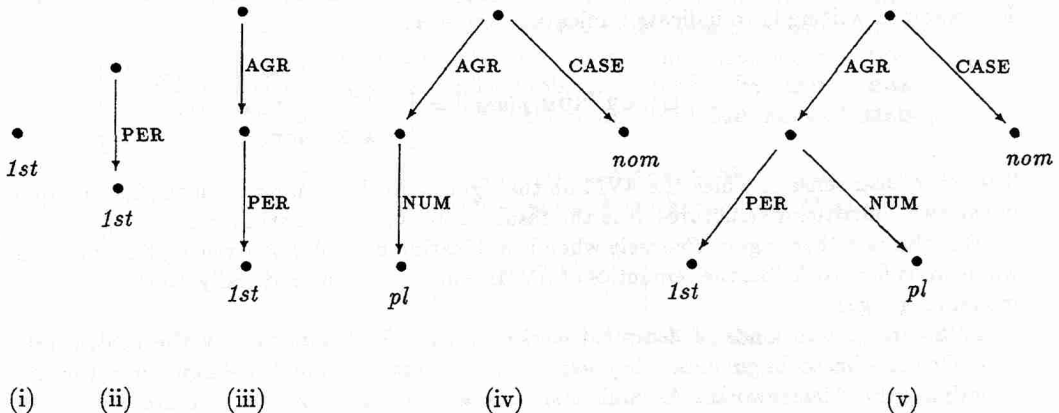 AGR AGR CASE AGR CASE
PER PER
1st 1st NUM nom PER NUM nom
1st pl 1st pl
(i) (ii) (iii) (iv) (v)